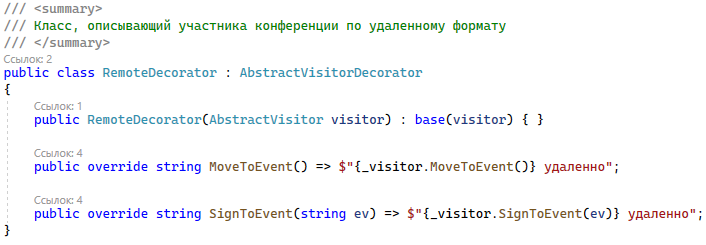 /// <summary>
/// Класс, описывающий участника конференции по удаленному формату
/// </summary>
Ссылок: 2
public class RemoteDecorator : AbstractVisitorDecorator
{
Ссылок: 1
public RemoteDecorator(AbstractVisitor visitor) : base(visitor) { }
Ссылок: 4
public override string MoveToEvent() => $"{_visitor.MoveToEvent()} удаленно";
Ссылок: 4
public override string SignToEvent(string ev) => $"{_visitor.SignToEvent(ev)} удаленно";
}